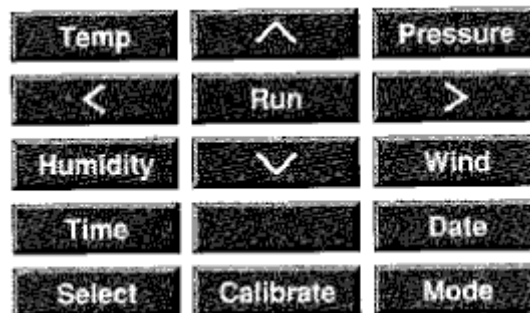 Temp ^ Pressure
< Run >
Humidity ∨ Wind
Time Date
Select Calibrate Mode